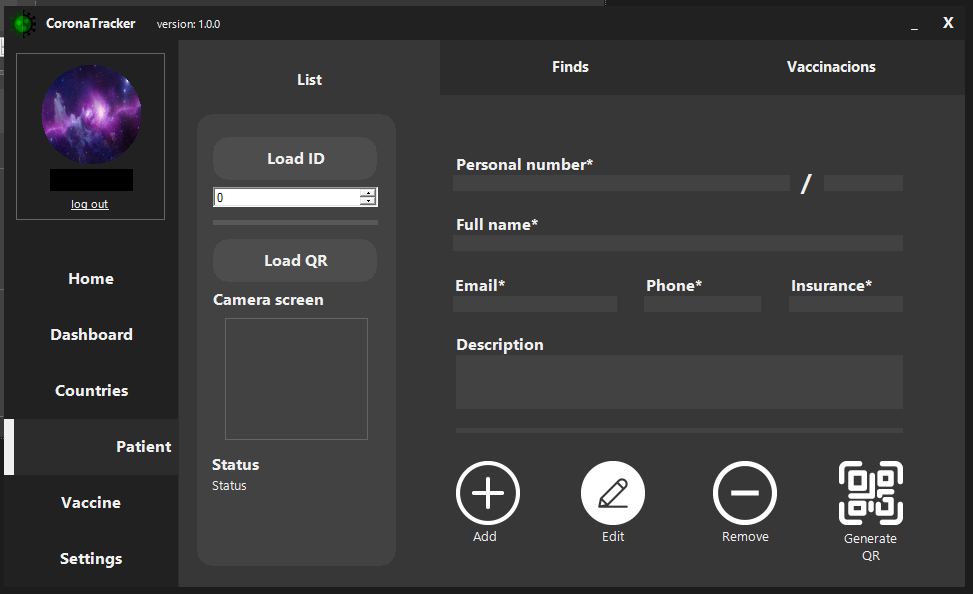 CoronaTracker
version: 1.0.0
_ X
log out
Home
Dashboard
Countries
Patient
Vaccine
Settings
List
Finds
Vaccinacions
Load ID
0
Load QR
Camera screen
Status
Status
Personal number*
/
Full name*
Email*
Phone*
Insurance*
Description
Add
Edit
Remove
Generate
QR